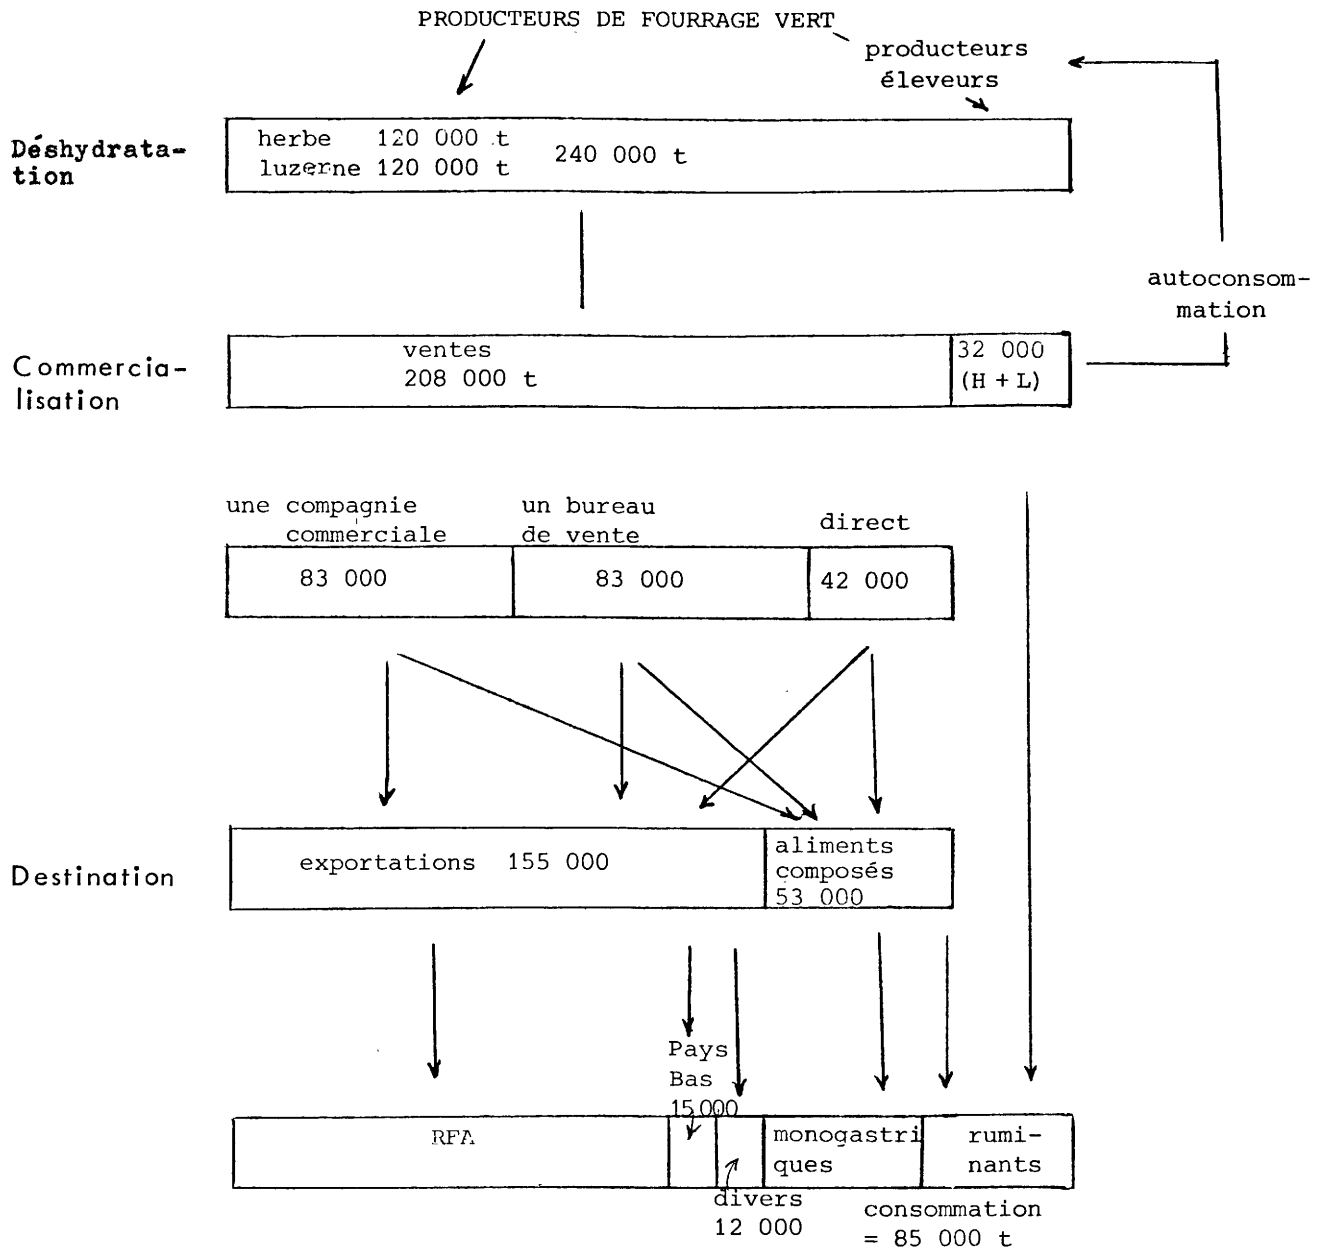 PRODUCTEURS DE FOURRAGE VERT
producteurs
éleveurs
Déshydrata-
tion
herbe 120 000 t
luzerne 120 000 t
240 000 t
autoconsom-
mation
Commercia-
lisation
ventes
208 000 t
32 000
(H + L)
une compagnie
commerciale
un bureau
de vente
direct
83 000
83 000
42 000
Destination
exportations 155 000
aliments
composés
53 000
Pays
Bas
15 000
RFA
monogastri
ques
rumi-
nants
divers
12 000
consommation
= 85 000 t